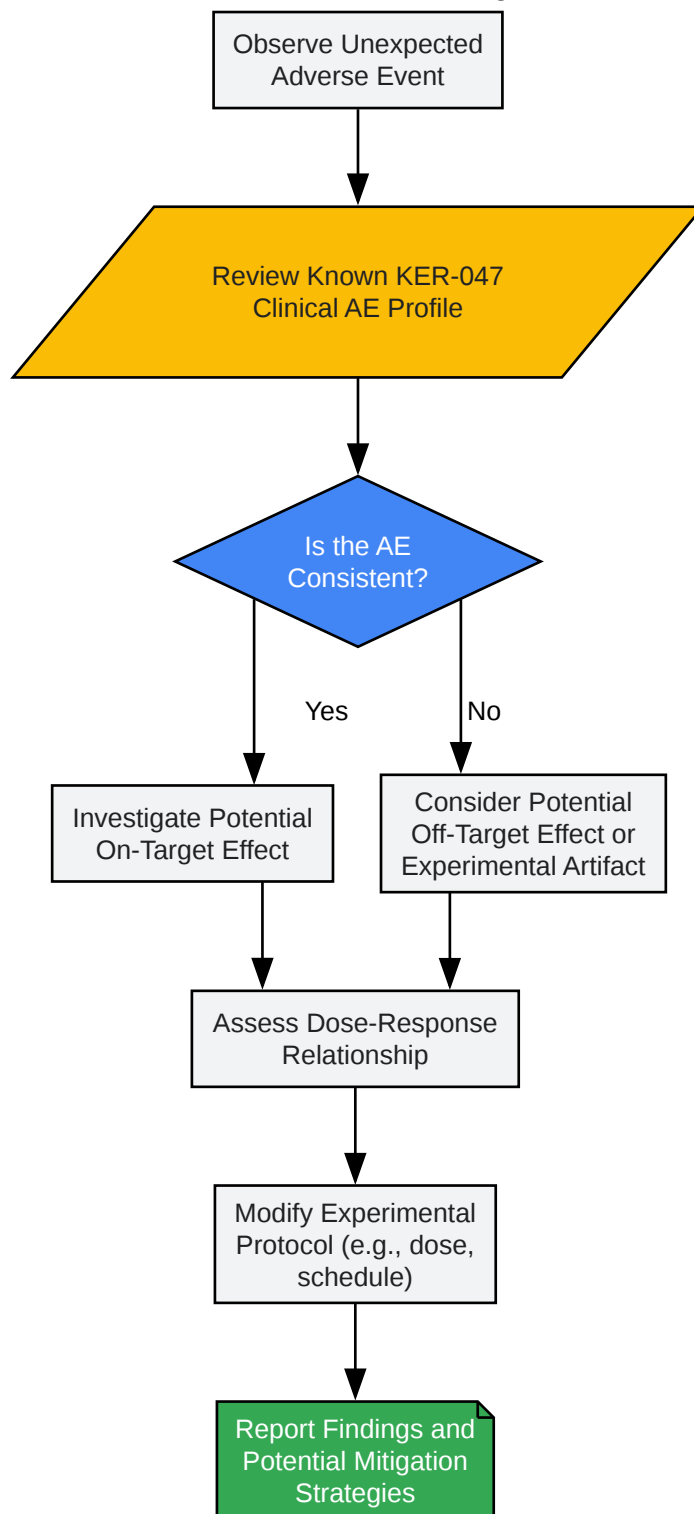 Observe Unexpected
Adverse Event
Review Known KER-047
Clinical AE Profile
Is the AE
Consistent?
Yes
No
Investigate Potential
On-Target Effect
Consider Potential
Off-Target Effect or
Experimental Artifact
Assess Dose-Response
Relationship
Modify Experimental
Protocol (e.g., dose,
schedule)
Report Findings and
Potential Mitigation
Strategies